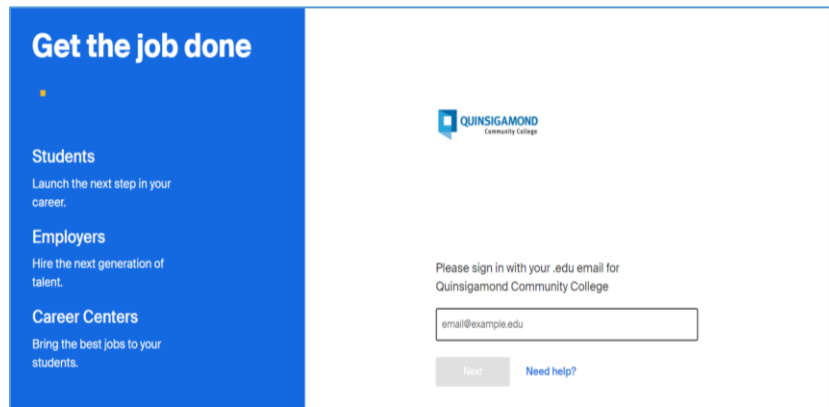 Get the job done
Students
Launch the next step in your
career.
Employers
Hire the next generation of
talent.
Career Centers
Bring the best jobs to your
students.
QUINSIGAMOND
Community College
Please sign in with your .edu email for
Quinsigamond Community College
email@example.edu
Next Need help?